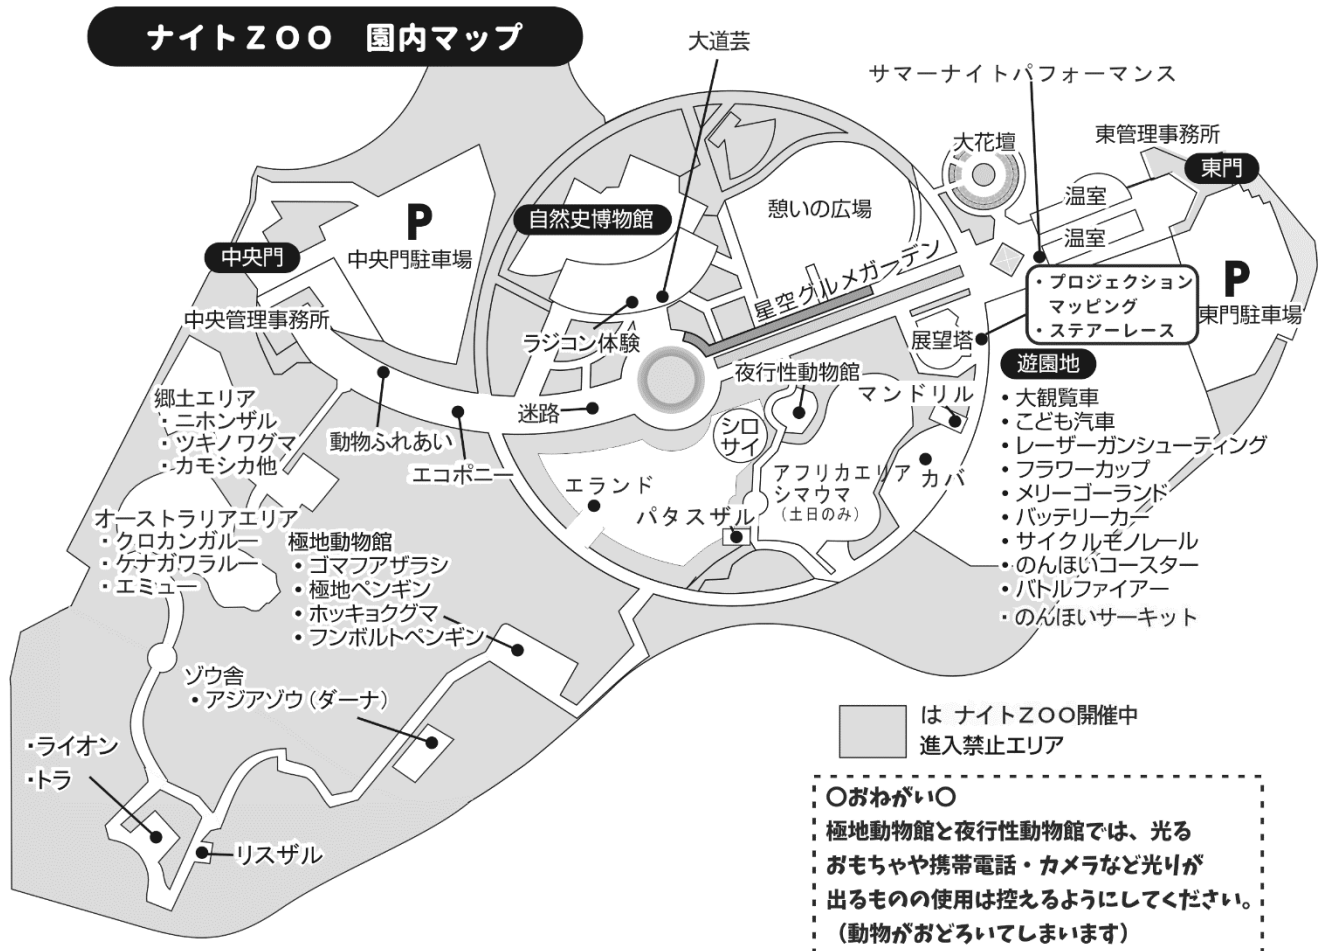 ナイトZOO 園内マップ
大道芸
サマーナイトパフォーマンス
大花壇
東管理事務所
東門
温室
温室
P
東門駐車場
自然史博物館
憩いの広場
P
中央門駐車場
中央門
中央管理事務所
星空グルメガーデン
・プロジェクション
マッピング
・ステアーレース
展望塔
ラジコン体験
夜行性動物館
マンドリル
迷路
シロ
サイ
動物ふれあい
エコポニー
エランド
パタスザル
アフリカエリア
シマウマ
(土日のみ)
カバ
郷土エリア
・ニホンザル
・ツキノワグマ
・カモシカ他
オーストラリアエリア
・クロカンガルー
・ケナガワラルー
・エミュー
極地動物館
・ゴマフアザラシ
・極地ペンギン
・ホッキョクグマ
・フンボルトペンギン
ゾウ舎
・アジアゾウ(ダーナ)
・ライオン
・トラ
リスザル
遊園地
・大観覧車
・こども汽車
・レーザーガンシューティング
・フラワーカップ
・メリーゴーランド
・バッテリーカー
・サイクルモノレール
・のんほいコースター
・バトルファイアー
・のんほいサーキット
は ナイトZOO開催中
進入禁止エリア
〇おねがい〇
極地動物館と夜行性動物館では、光る
おもちゃや携帯電話・カメラなど光りが
出るものの使用は控えるようにしてください。
(動物がおどろいてしまいます)